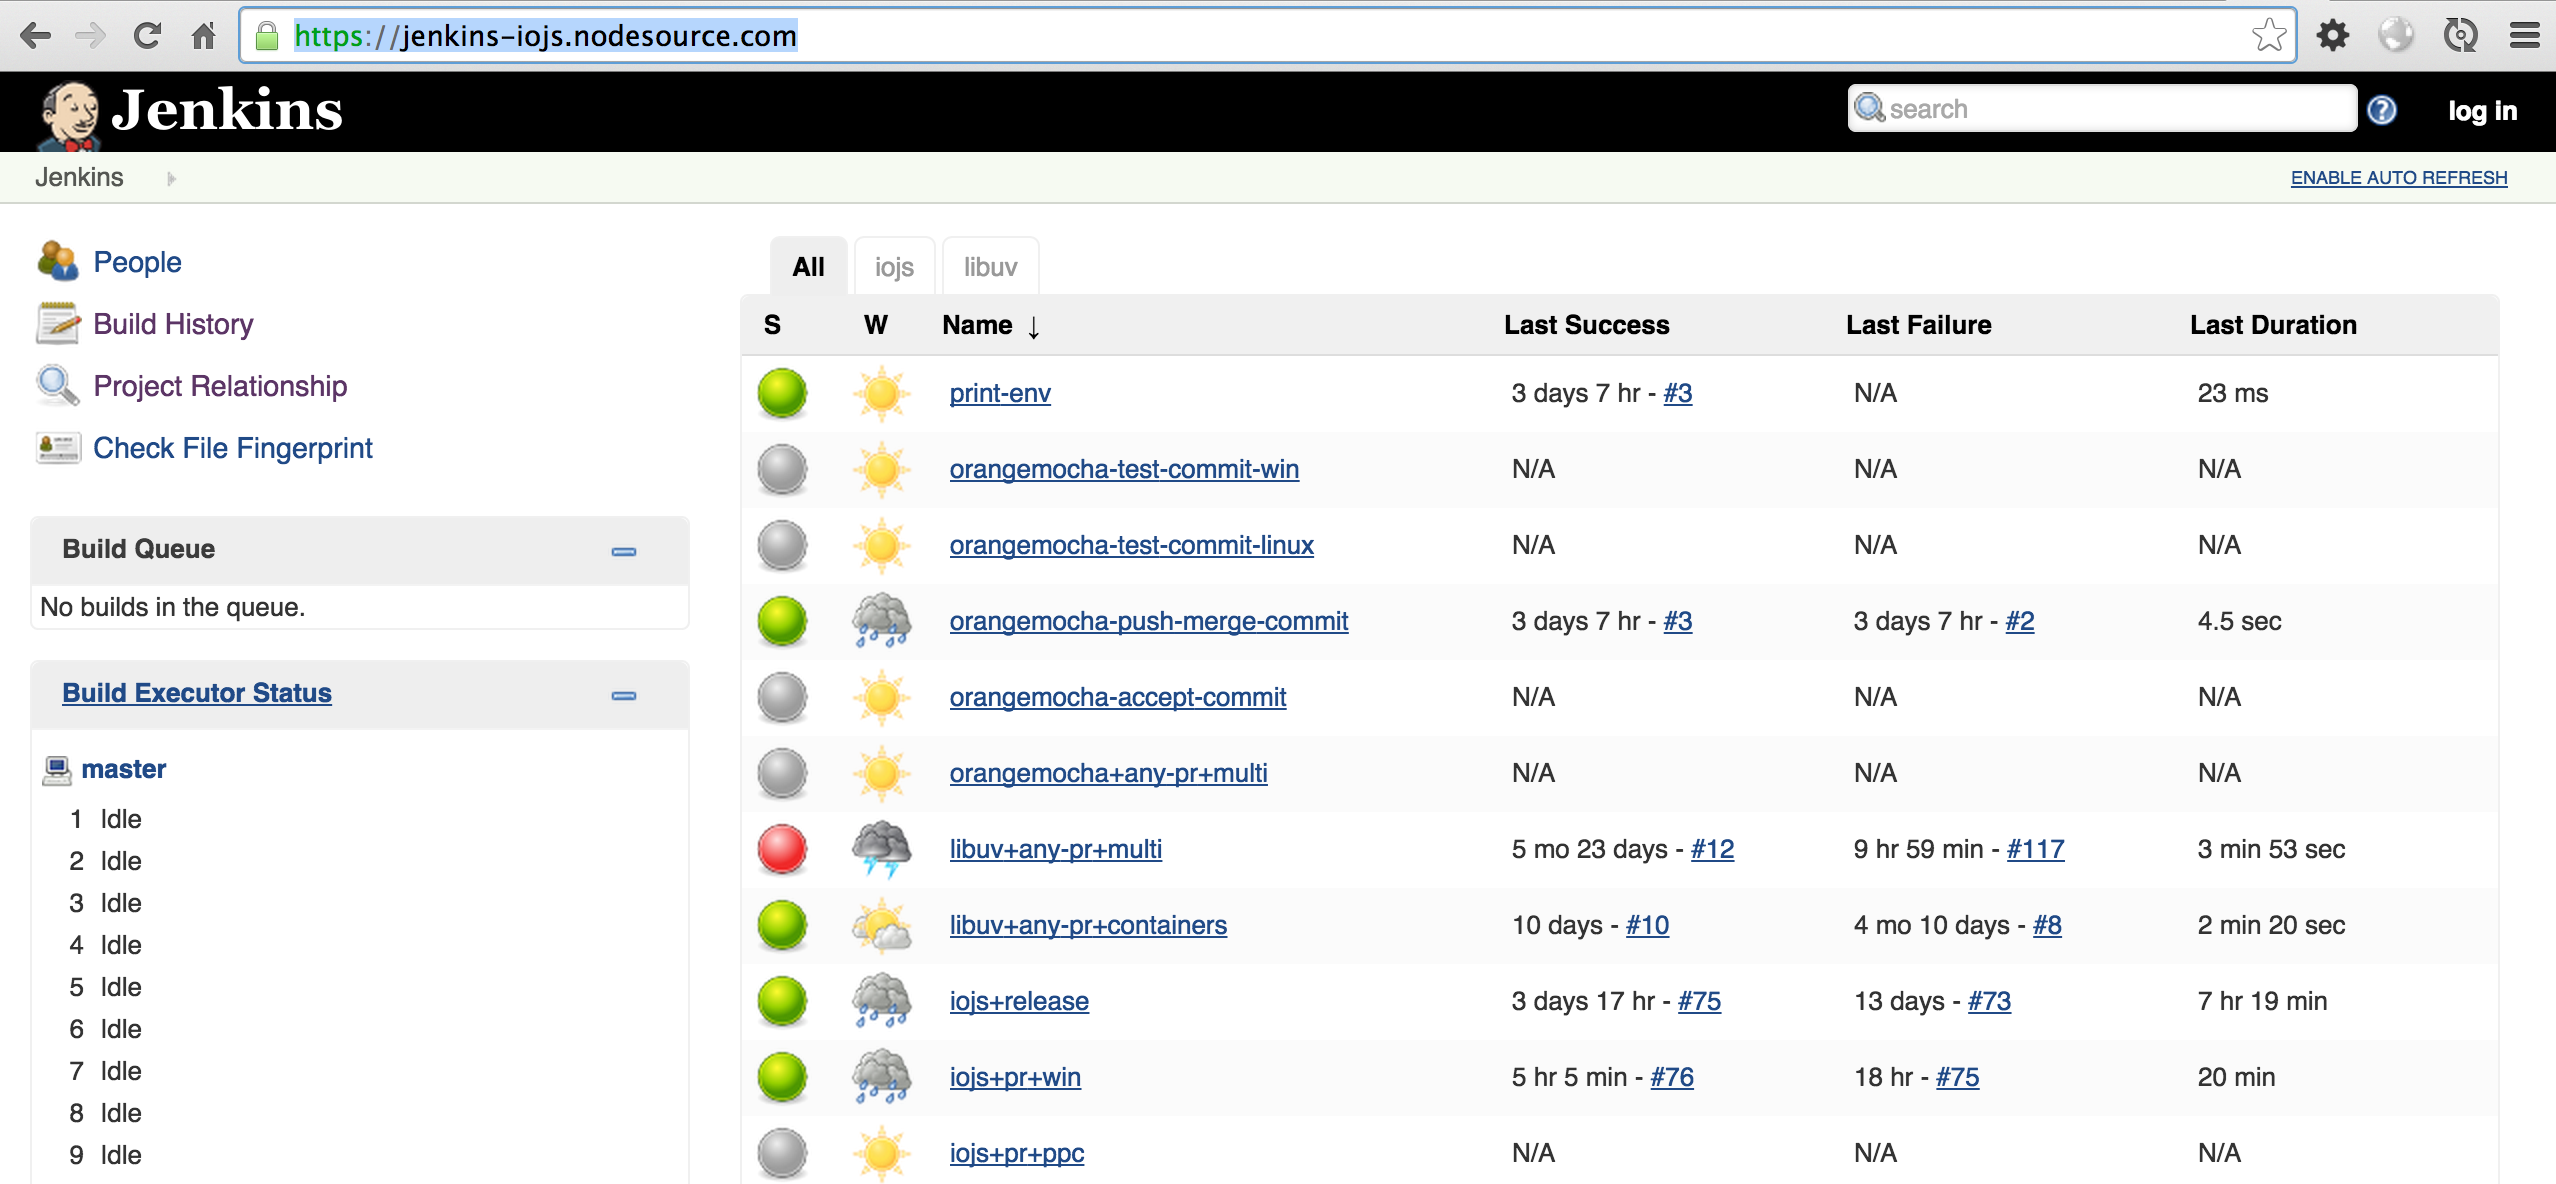 https://jenkins-iojs.nodesource.com
Jenkins
search
log in
Jenkins
ENABLE AUTO REFRESH
People
Build History
Project Relationship
Check File Fingerprint
Build Queue
No builds in the queue.
Build Executor Status
master
1 Idle
2 Idle
3 Idle
4 Idle
5 Idle
6 Idle
7 Idle
8 Idle
9 Idle
All iojs libuv
S W Name ↓ Last Success Last Failure Last Duration
print-env 3 days 7 hr - #3 N/A 23 ms
orangemocha-test-commit-win N/A N/A N/A
orangemocha-test-commit-linux N/A N/A N/A
orangemocha-push-merge-commit 3 days 7 hr - #3 3 days 7 hr - #2 4.5 sec
orangemocha-accept-commit N/A N/A N/A
orangemocha+any-pr+multi N/A N/A N/A
libuv+any-pr+multi 5 mo 23 days - #12 9 hr 59 min - #117 3 min 53 sec
libuv+any-pr+containers 10 days - #10 4 mo 10 days - #8 2 min 20 sec
iojs+release 3 days 17 hr - #75 13 days - #73 7 hr 19 min
iojs+pr+win 5 hr 5 min - #76 18 hr - #75 20 min
iojs+pr+ppc N/A N/A N/A